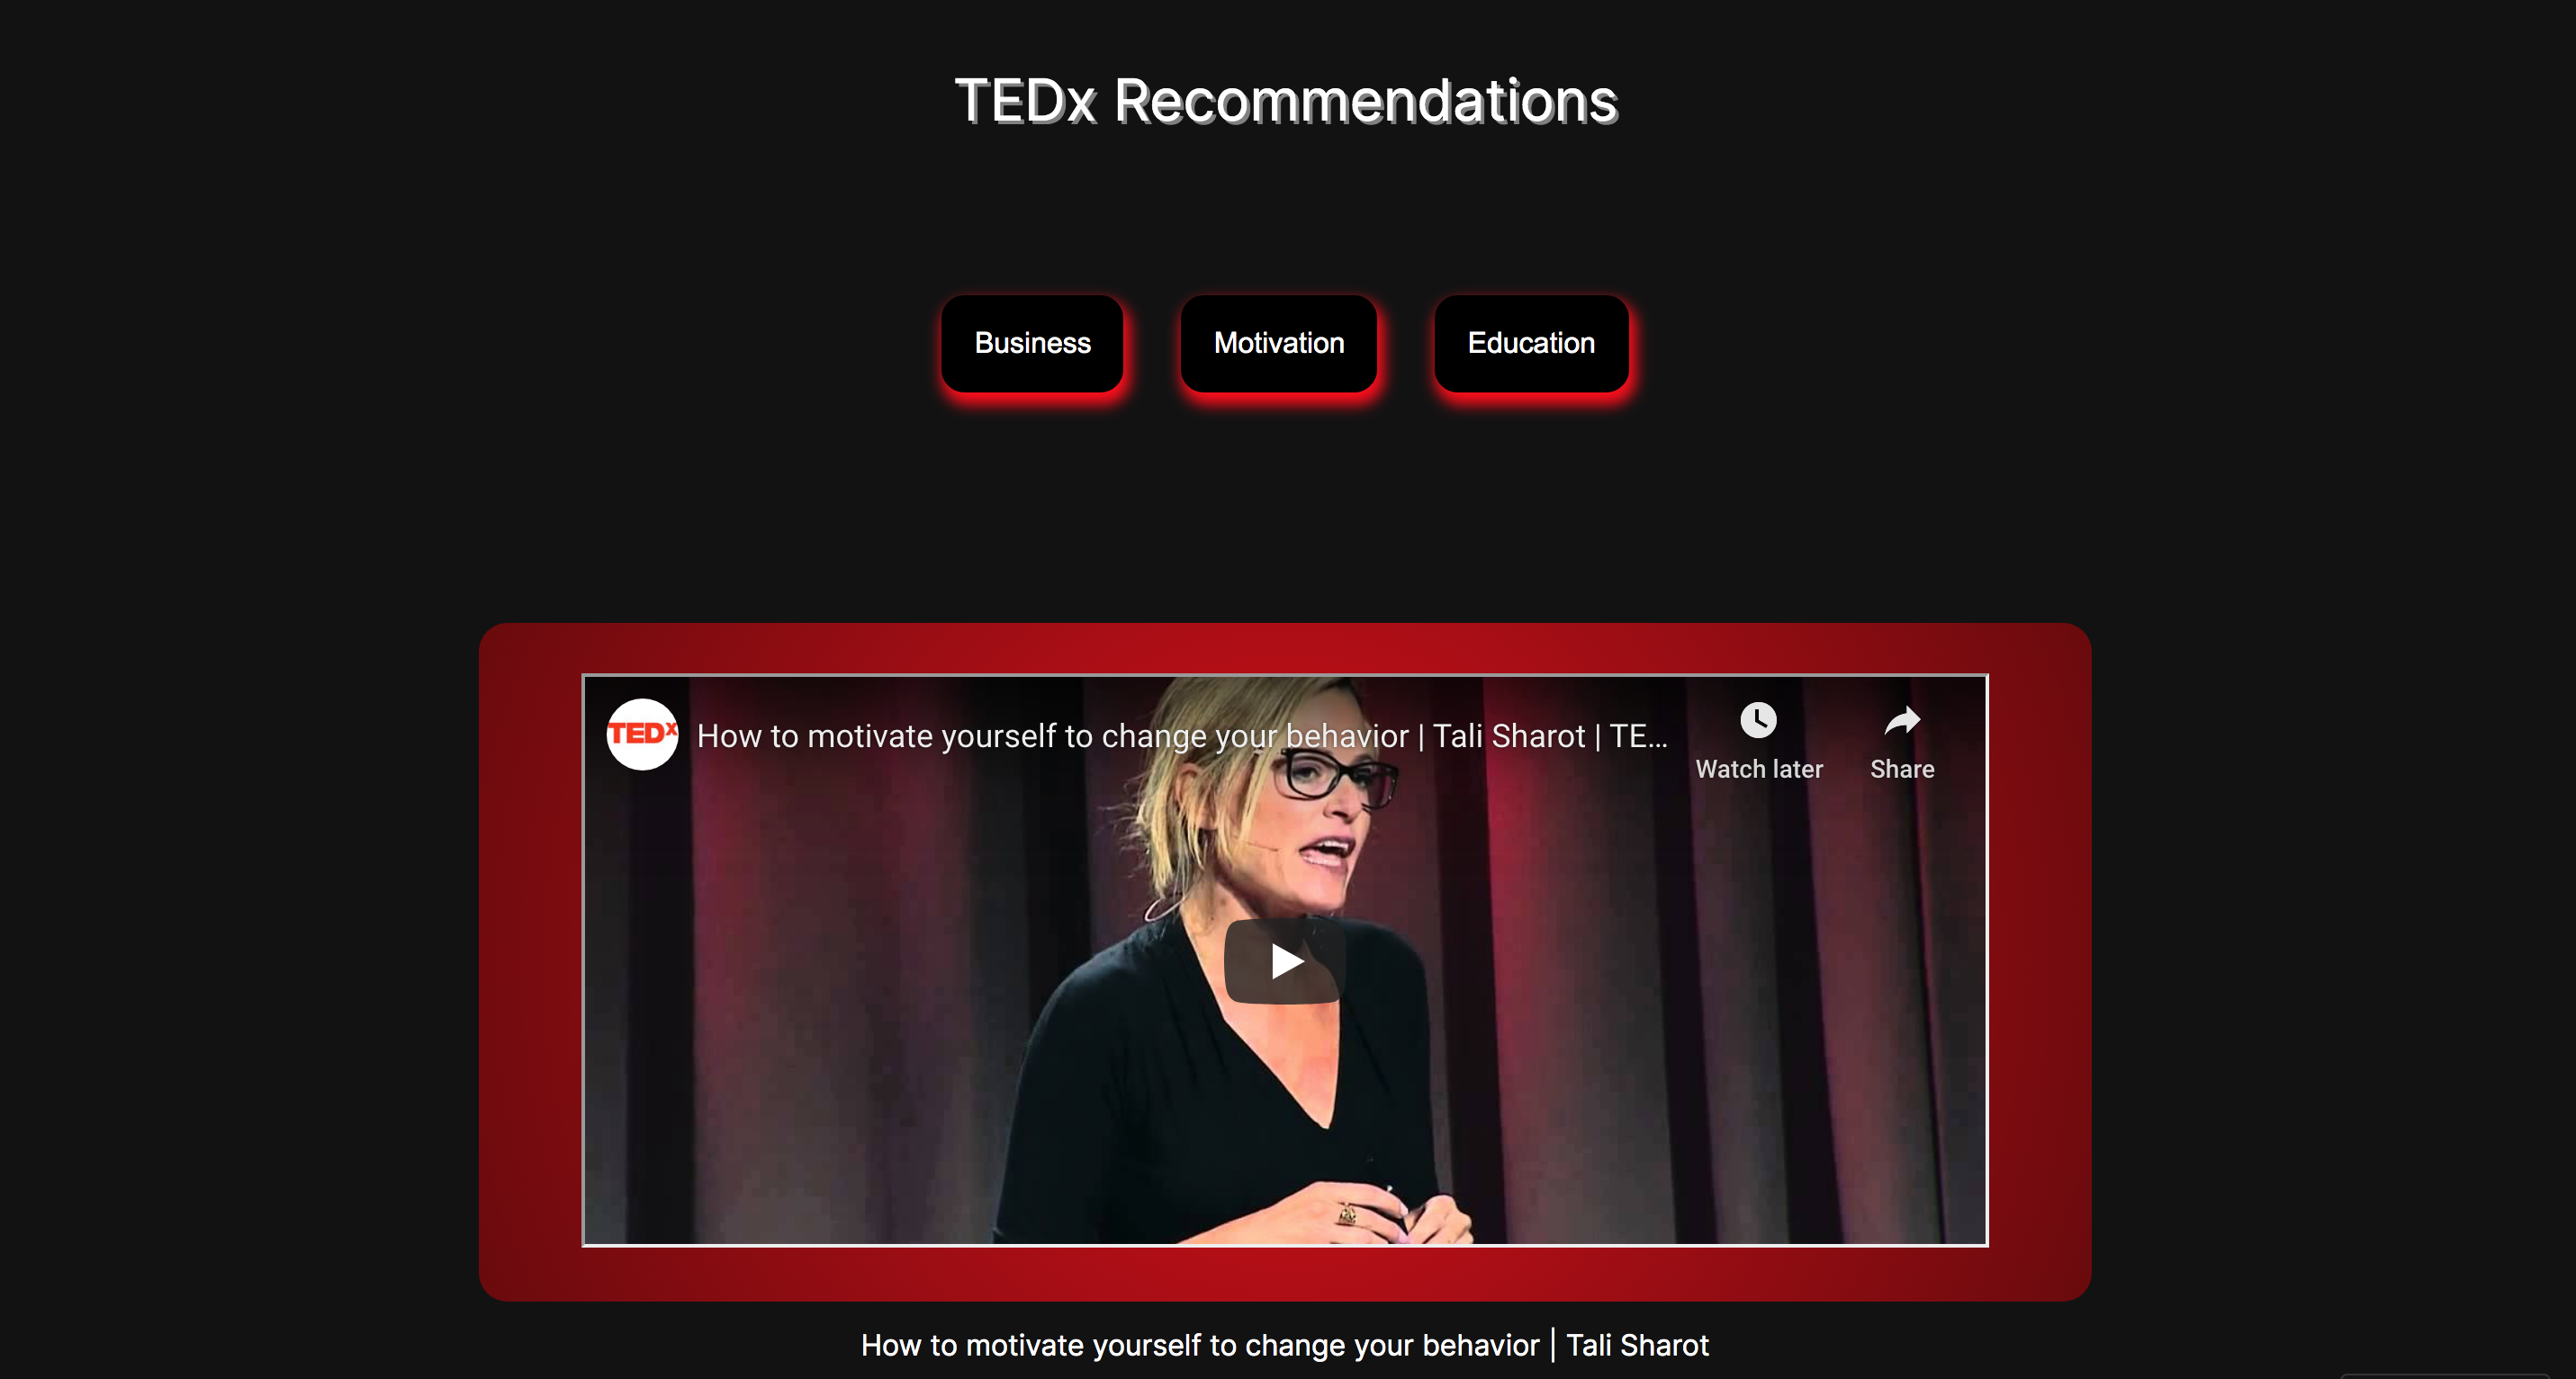 TEDx Recommendations
Business Motivation Education
TEDx How to motivate yourself to change your behavior | Tali Sharot | TE...
Watch later Share
How to motivate yourself to change your behavior | Tali Sharot